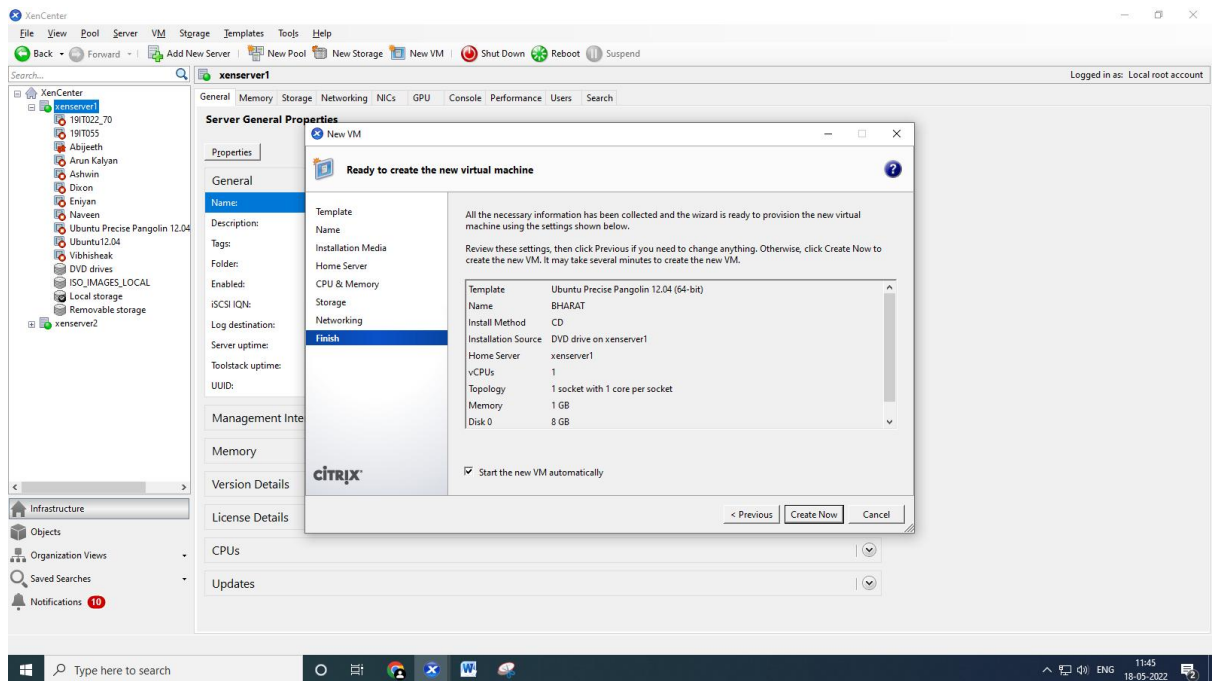 XenCenter
File View Pool Server VM Storage Templates Tools Help
Back Forward Add New Server New Pool New Storage New VM Shut Down Reboot Suspend
Search...
xenserver1
Logged in as: Local root account
XenCenter
xenserver1
19IT022_70
19IT055
Abijeeth
Arun Kalyan
Ashwin
Dixon
Eniyan
Naveen
Ubuntu Precise Pangolin 12.04
Ubuntu12.04
Vibhisheak
DVD drives
ISO_IMAGES_LOCAL
Local storage
Removable storage
xenserver2
Infrastructure
Objects
Organization Views
Saved Searches
Notifications 10
General Memory Storage Networking NICs GPU Console Performance Users Search
Server General Properties
Properties
General
Name:
Description:
Tags:
Folder:
Enabled:
iSCSI IQN:
Log destination:
Server uptime:
Toolstack uptime:
UUID:
Management Inte
Memory
Version Details
License Details
CPUs
Updates
New VM
Ready to create the new virtual machine
?
Template
Name
Installation Media
Home Server
CPU & Memory
Storage
Networking
Finish
CITRIX
All the necessary information has been collected and the wizard is ready to provision the new virtual
machine using the settings shown below.
Review these settings, then click Previous if you need to change anything. Otherwise, click Create Now to
create the new VM. It may take several minutes to create the new VM.
Template Ubuntu Precise Pangolin 12.04 (64-bit)
Name BHARAT
Install Method CD
Installation Source DVD drive on xenserver1
Home Server xenserver1
vCPUs 1
Topology 1 socket with 1 core per socket
Memory 1 GB
Disk 0 8 GB
Start the new VM automatically
< Previous Create Now Cancel
Type here to search
W
ENG
11:45
18-05-2022
2